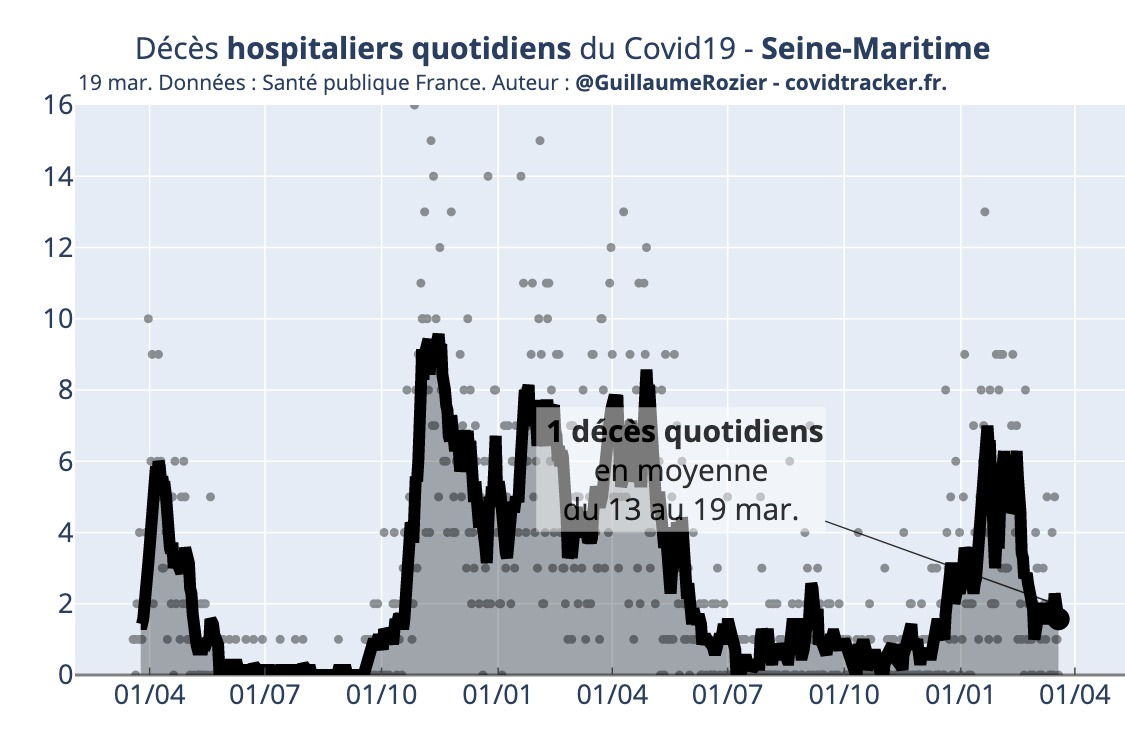 Décès hospitaliers quotidiens du Covid19 - Seine-Maritime
19 mar. Données : Santé publique France. Auteur : @GuillaumeRozier - covidtracker.fr.
16
14
12
10
8
6
4
2
0
1 décès quotidiens
en moyenne
du 13 au 19 mar.
01/04 01/07 01/10 01/01 01/04 01/07 01/10 01/01 01/04